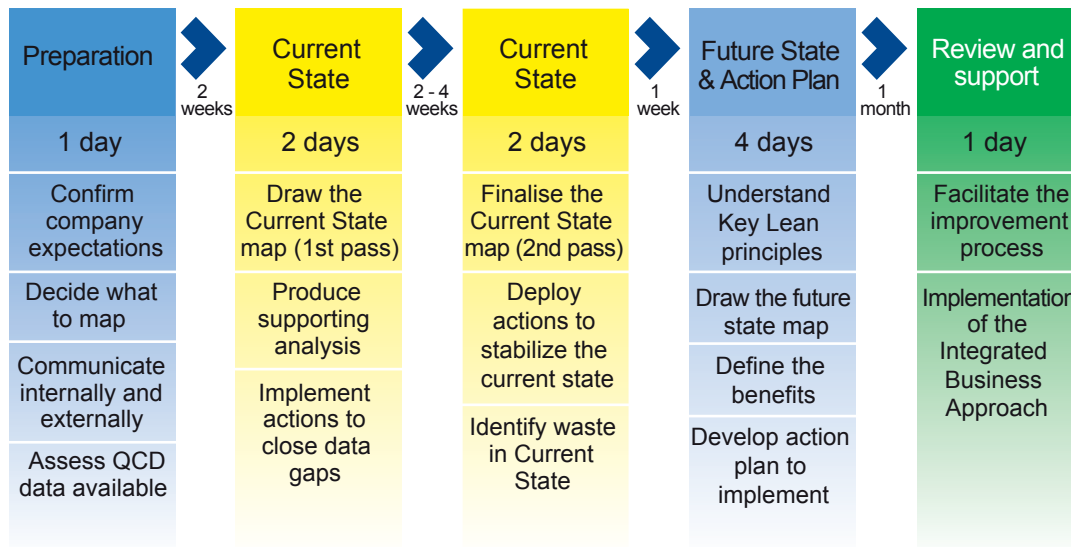 Preparation
1 day
Confirm
company
expectations
Decide what
to map
Communicate
internally and
externally
Assess QCD
data available
2
weeks
Current
State
2 days
Draw the
Current State
map (1st pass)
Produce
supporting
analysis
Implement
actions to
close data
gaps
2 - 4
weeks
Current
State
2 days
Finalise the
Current State
map (2nd pass)
Deploy
actions to
stabilize the
current state
Identify waste
in Current
State
1
week
Future State
& Action Plan
4 days
Understand
Key Lean
principles
Draw the future
state map
Define the
benefits
Develop action
plan to
implement
1
month
Review and
support
1 day
Facilitate the
improvement
process
Implementation
of the
Integrated
Business
Approach